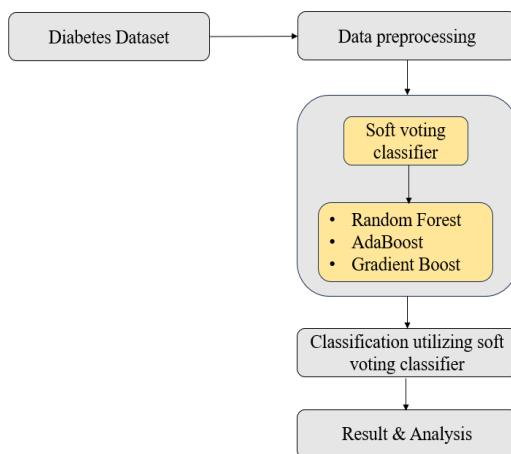 Diabetes Dataset
Data preprocessing
Soft voting
classifier
• Random Forest
• AdaBoost
• Gradient Boost
Classification utilizing soft
voting classifier
Result & Analysis